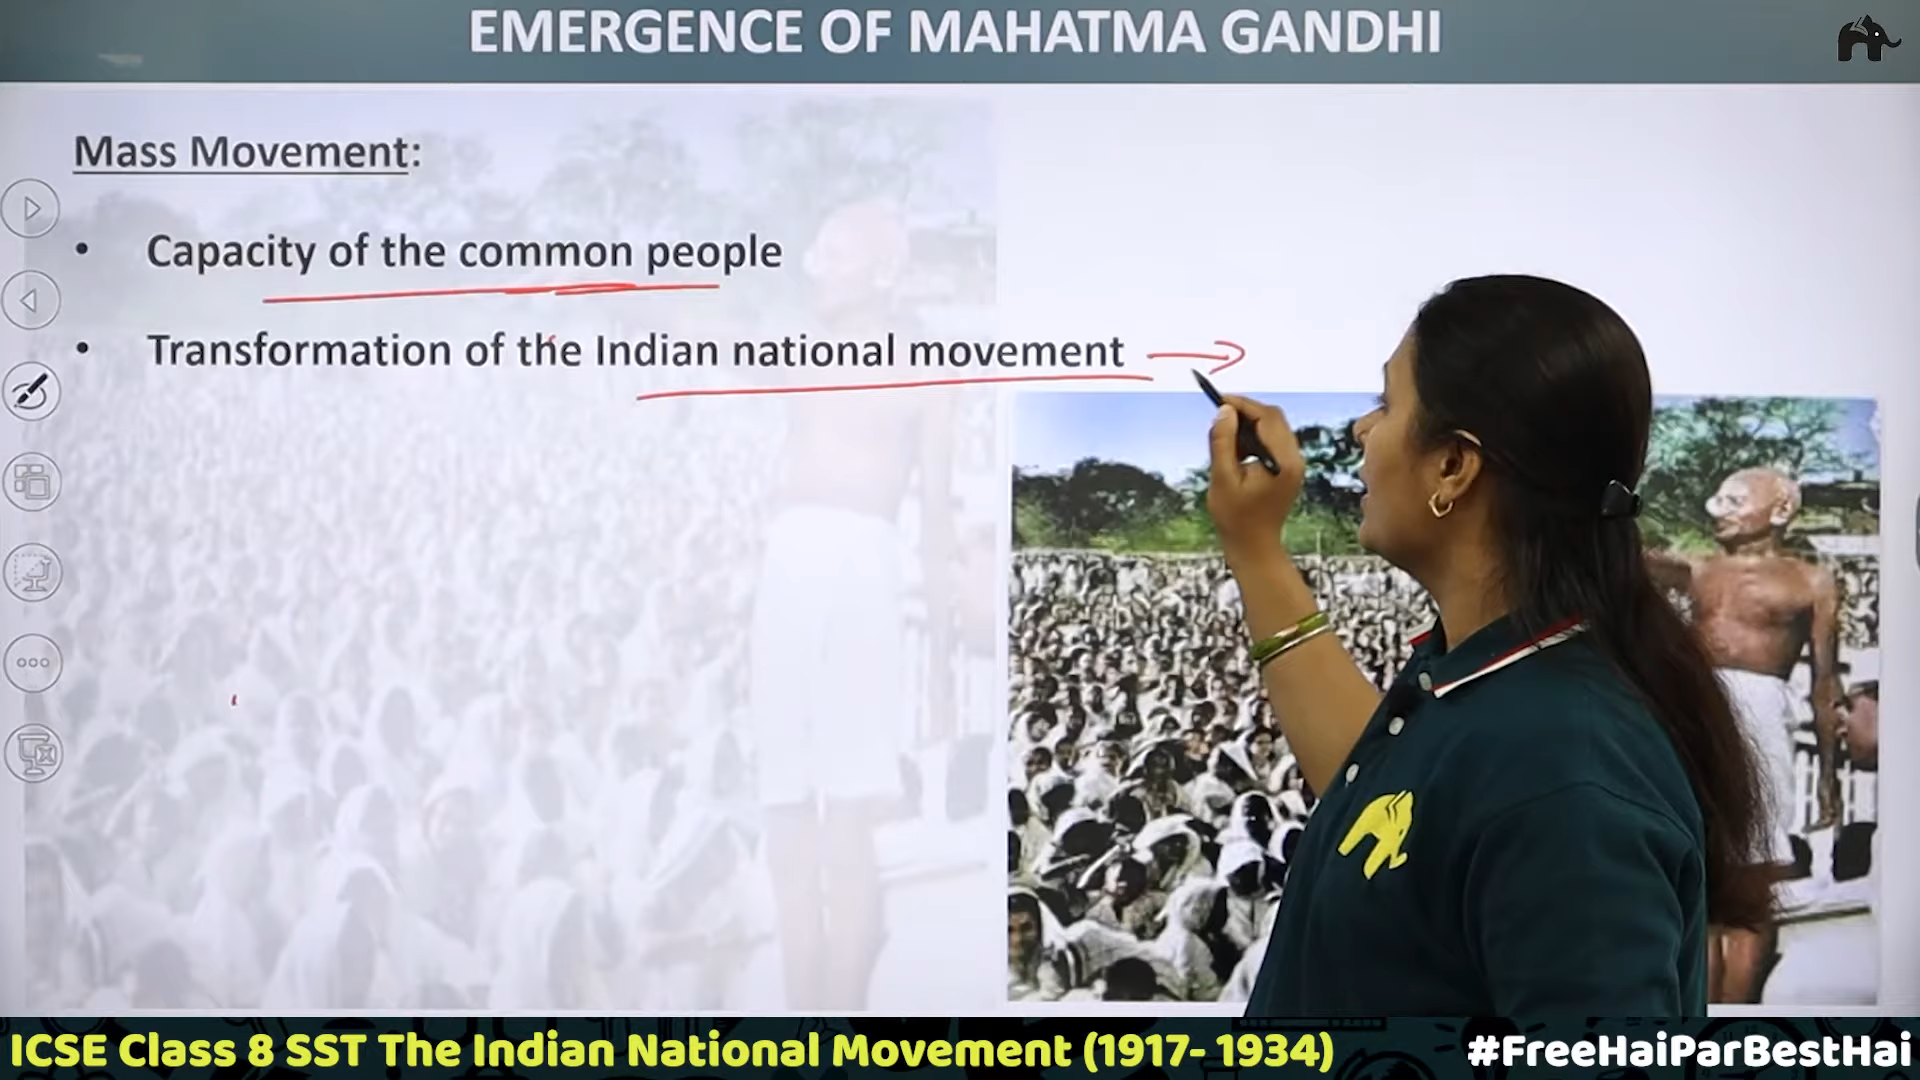 EMERGENCE OF MAHATMA GANDHI
Mass Movement:
• Capacity of the common people
• Transformation of the Indian national movement
ICSE Class 8 SST The Indian National Movement (1917- 1934)
#FreeHaiParBestHai